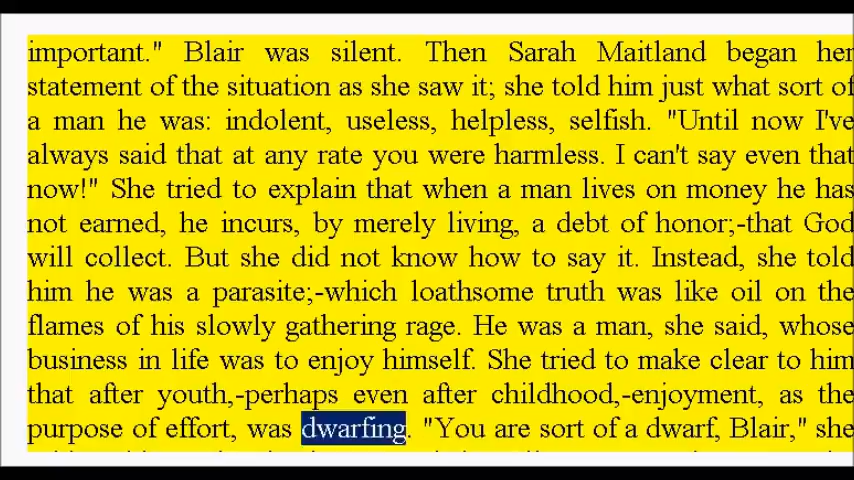 important." Blair was silent. Then Sarah Maitland began her
statement of the situation as she saw it; she told him just what sort of
a man he was: indolent, useless, helpless, selfish. "Until now I've
always said that at any rate you were harmless. I can't say even that
now!" She tried to explain that when a man lives on money he has
not earned, he incurs, by merely living, a debt of honor;-that God
will collect. But she did not know how to say it. Instead, she told
him he was a parasite;-which loathsome truth was like oil on the
flames of his slowly gathering rage. He was a man, she said, whose
business in life was to enjoy himself. She tried to make clear to him
that after youth,-perhaps even after childhood,-enjoyment, as the
purpose of effort, was dwarfing. "You are sort of a dwarf, Blair," she